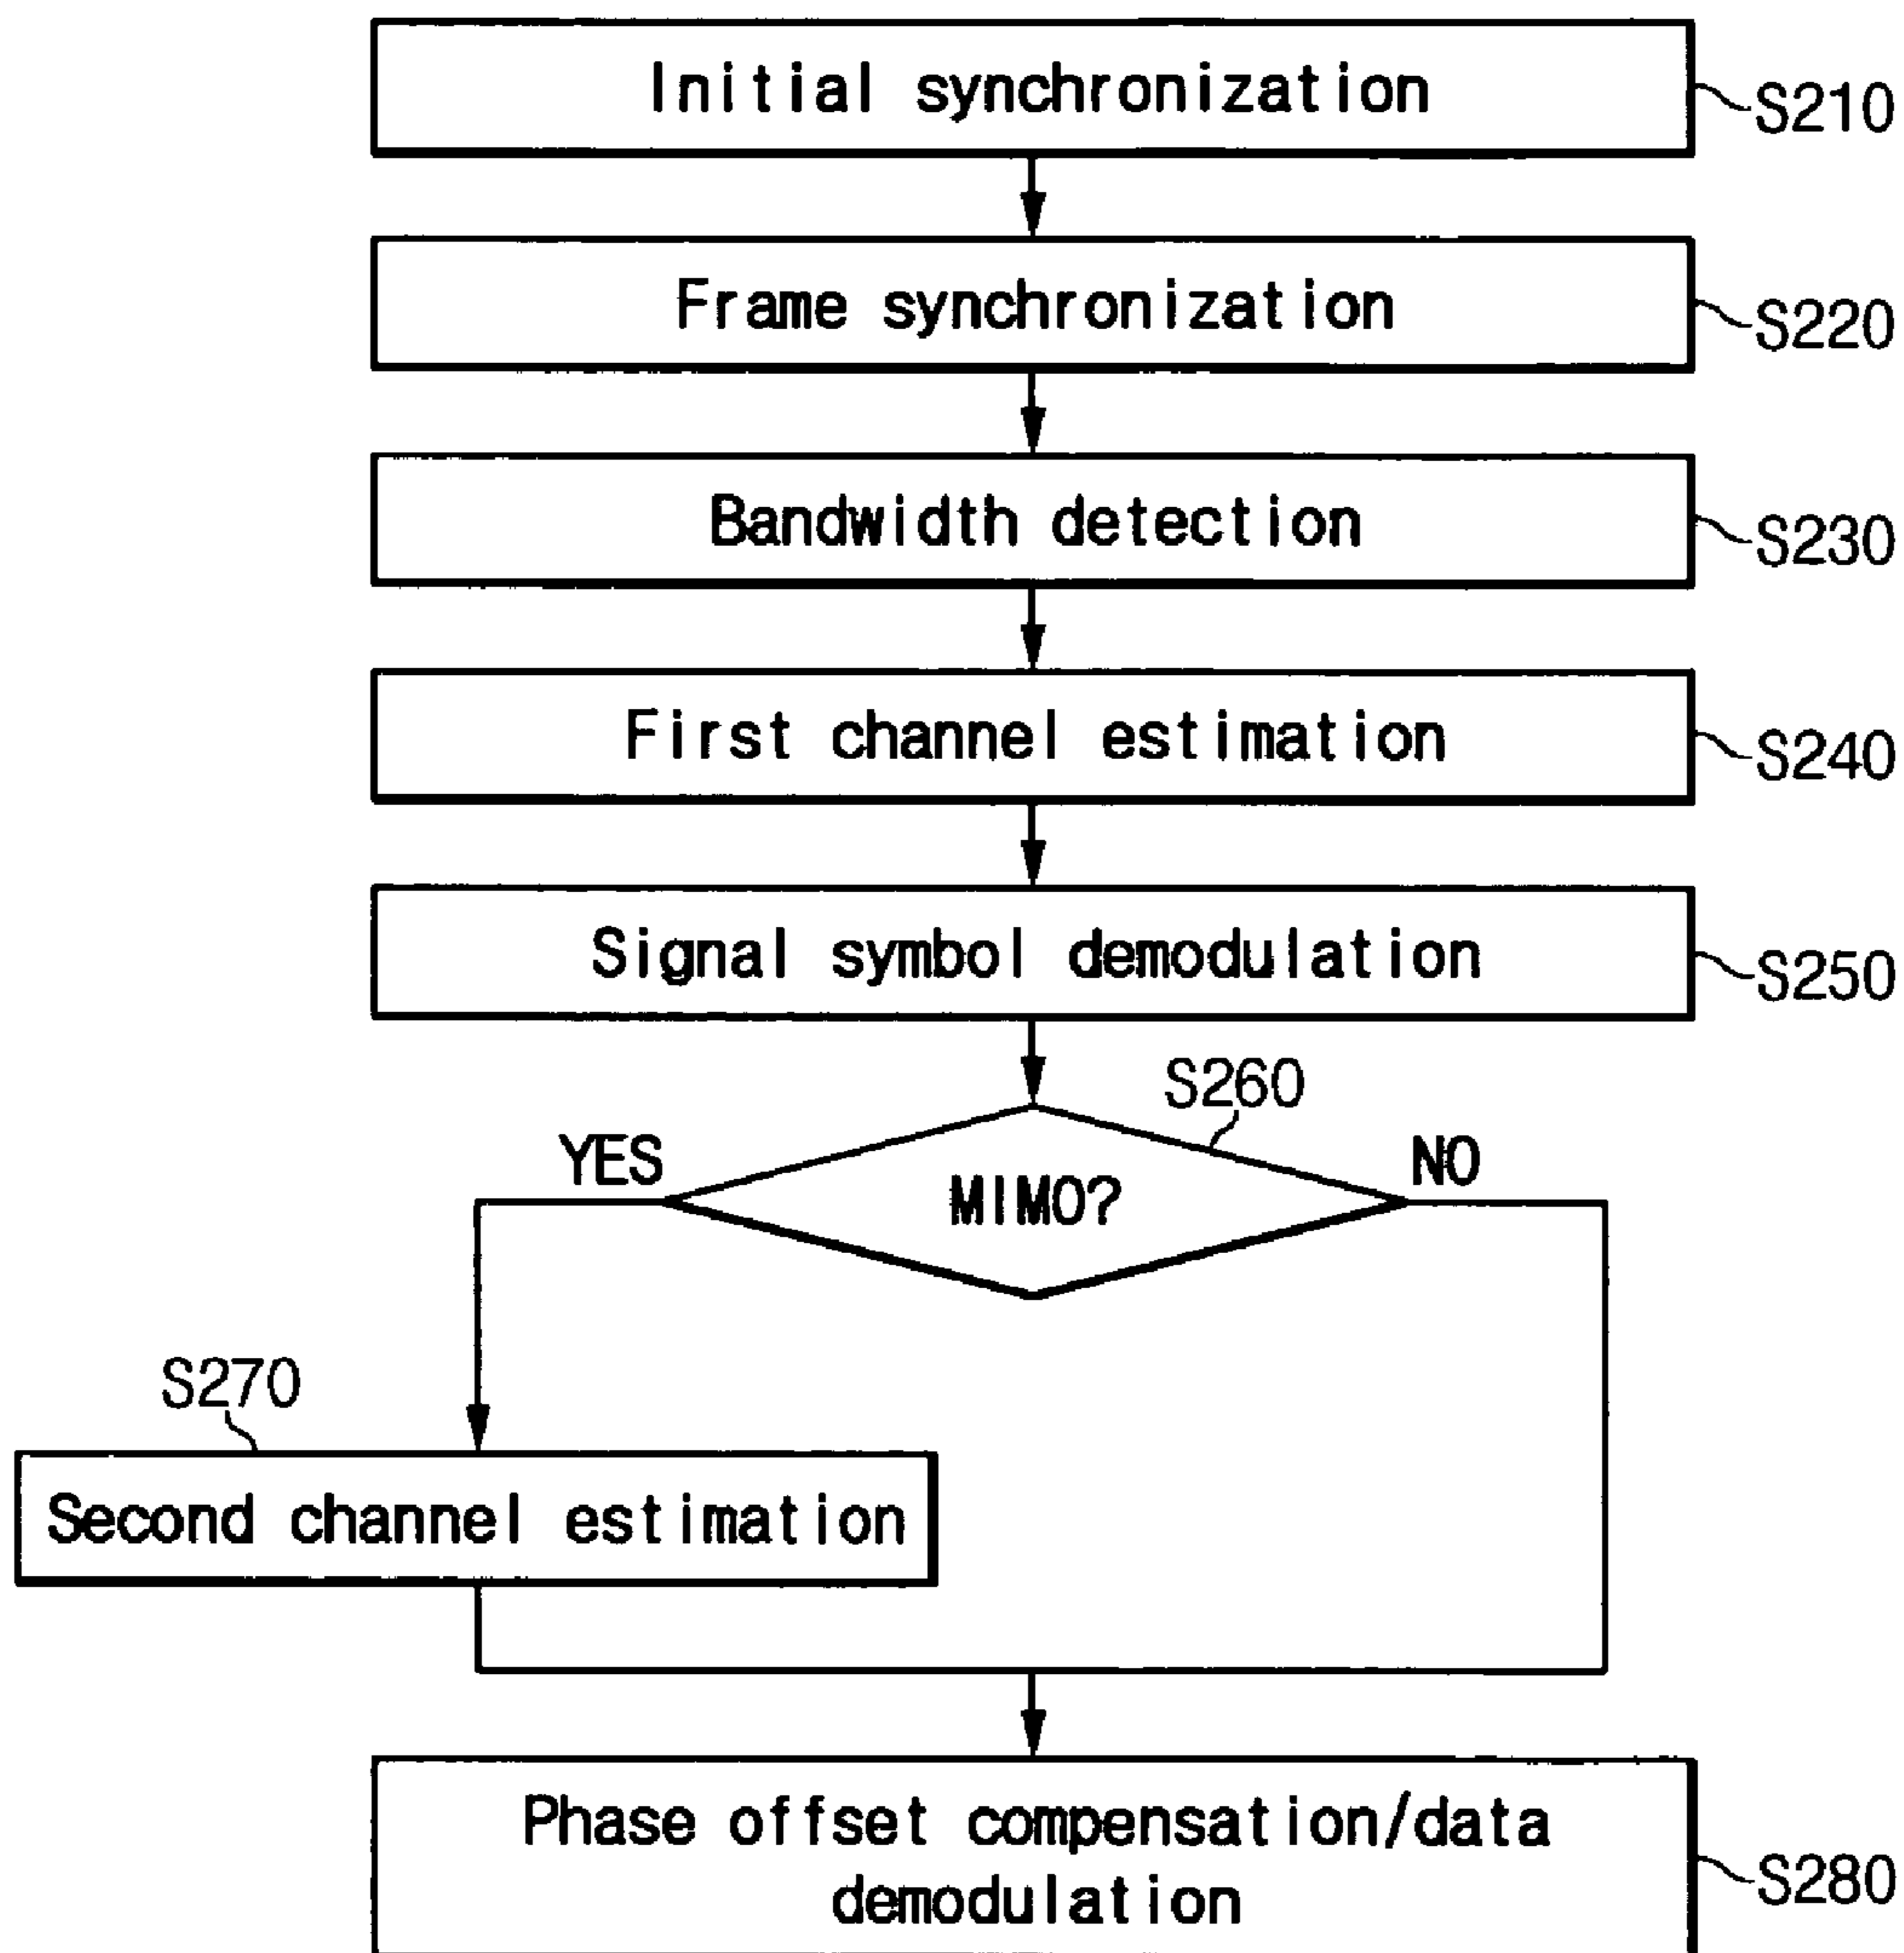 Initial synchronization
S210
Frame synchronization
S220
Bandwidth detection
S230
First channel estimation
S240
Signal symbol demodulation
S250
S260
YES
MIMO?
NO
S270
Second channel estimation
Phase offset compensation/data
demodulation
S280